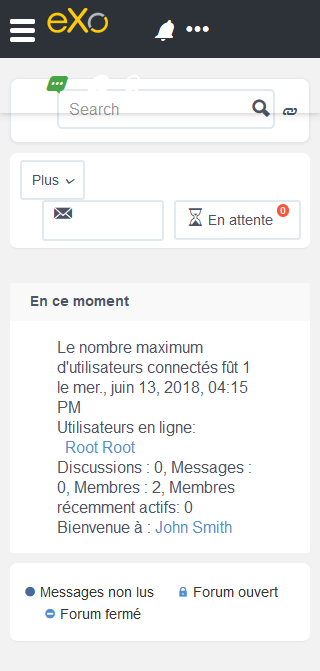 eXo
Search
Plus
En attente
0
En ce moment
Le nombre maximum
d'utilisateurs connectés fût 1
le mer., juin 13, 2018, 04:15
PM
Utilisateurs en ligne:
Root Root
Discussions : 0, Messages :
0, Membres : 2, Membres
récemment actifs: 0
Bienvenue à : John Smith
Messages non lus
Forum ouvert
Forum fermé